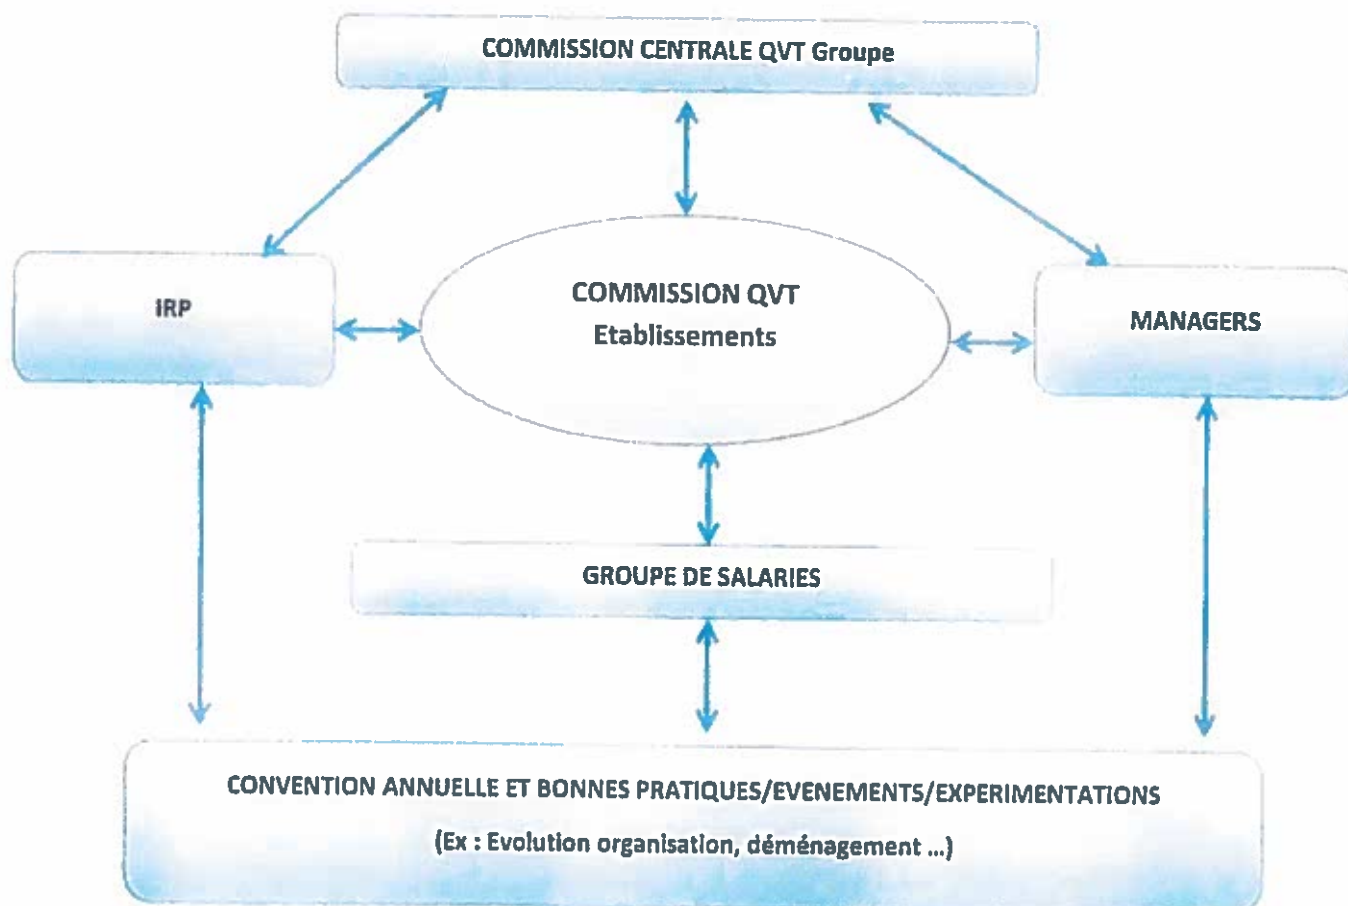 COMMISSION CENTRALE QVT Groupe
IRP
COMMISSION QVT
Etablissements
MANAGERS
GROUPE DE SALARIES
CONVENTION ANNUELLE ET BONNES PRATIQUES/EVENEMENTS/EXPERIMENTATIONS
(Ex : Evolution organisation, déménagement ...)